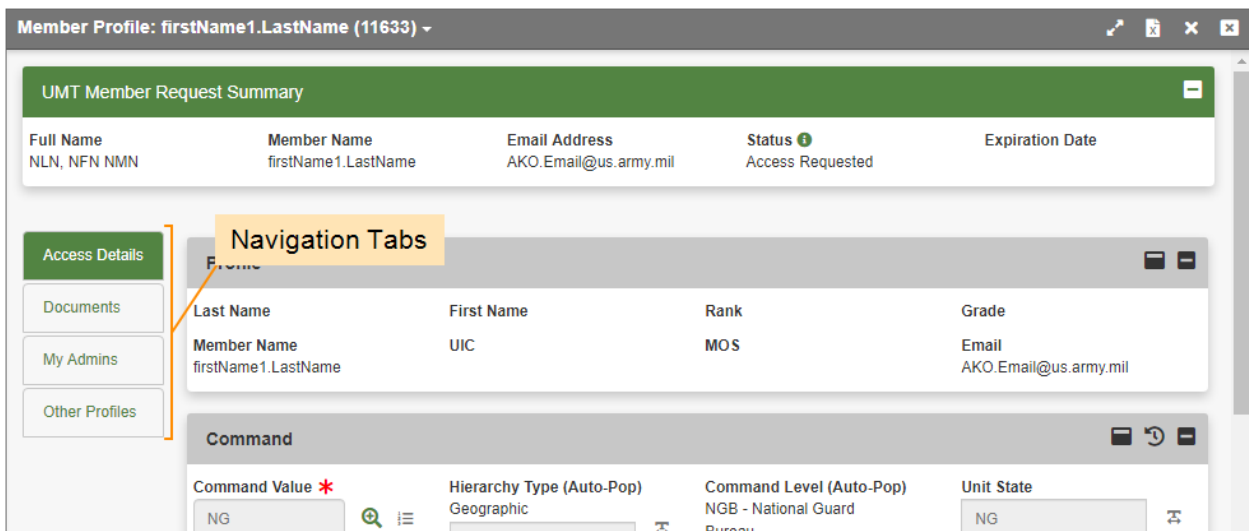 Member Profile: firstName1.LastName (11633)
UMT Member Request Summary
Full Name Member Name Email Address Status Expiration Date
NLN, NFN NMN firstName1.LastName AKO.Email@us.army.mil Access Requested
Navigation Tabs
Access Details
Documents
My Admins
Other Profiles
Profile
Last Name First Name Rank Grade
Member Name UIC MOS Email
firstName1.LastName AKO.Email@us.army.mil
Command
Command Value * Hierarchy Type (Auto-Pop) Command Level (Auto-Pop) Unit State
NG Geographic NGB - National Guard NG
Bureau